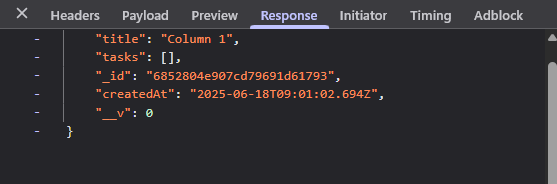 Headers Payload Preview Response Initiator Timing Adblock
- "title": "Column 1",
- "tasks": [],
- "_id": "6852804e907cd79691d61793",
- "createdAt": "2025-06-18T09:01:02.694Z",
- "__v": 0
- }